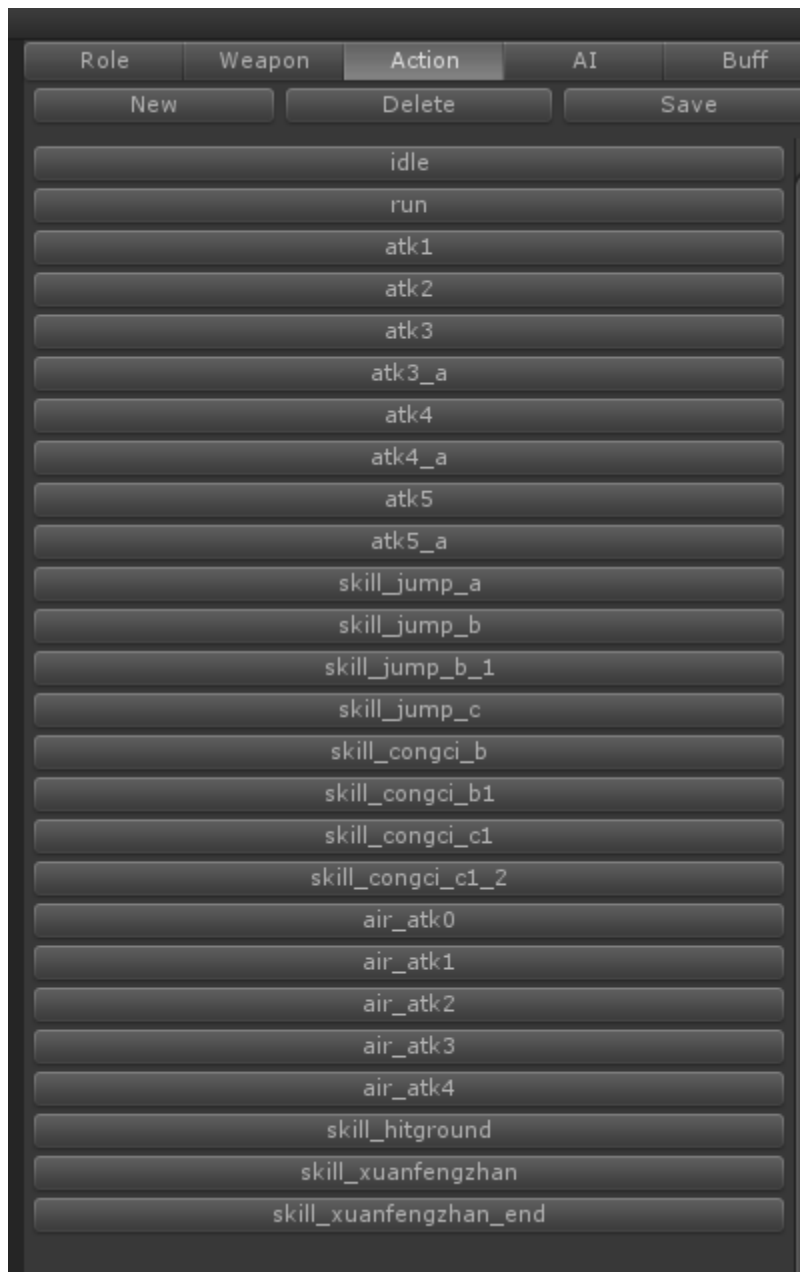 Role Weapon Action AI Buff
New Delete Save
idle
run
atk1
atk2
atk3
atk3_a
atk4
atk4_a
atk5
atk5_a
skill_jump_a
skill_jump_b
skill_jump_b_1
skill_jump_c
skill_congci_b
skill_congci_b1
skill_congci_c1
skill_congci_c1_2
air_atk0
air_atk1
air_atk2
air_atk3
air_atk4
skill_hitground
skill_xuanfengzhan
skill_xuanfengzhan_end